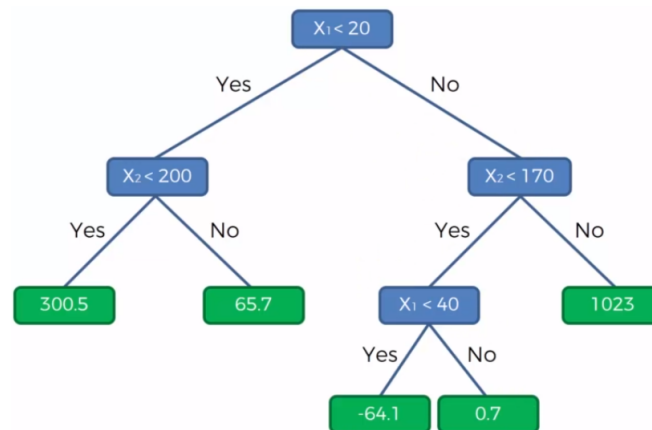 X₁ < 20
Yes No
X₂ < 200 X₂ < 170
Yes No Yes No
300.5 65.7 X₁ < 40 1023
Yes No
-64.1 0.7